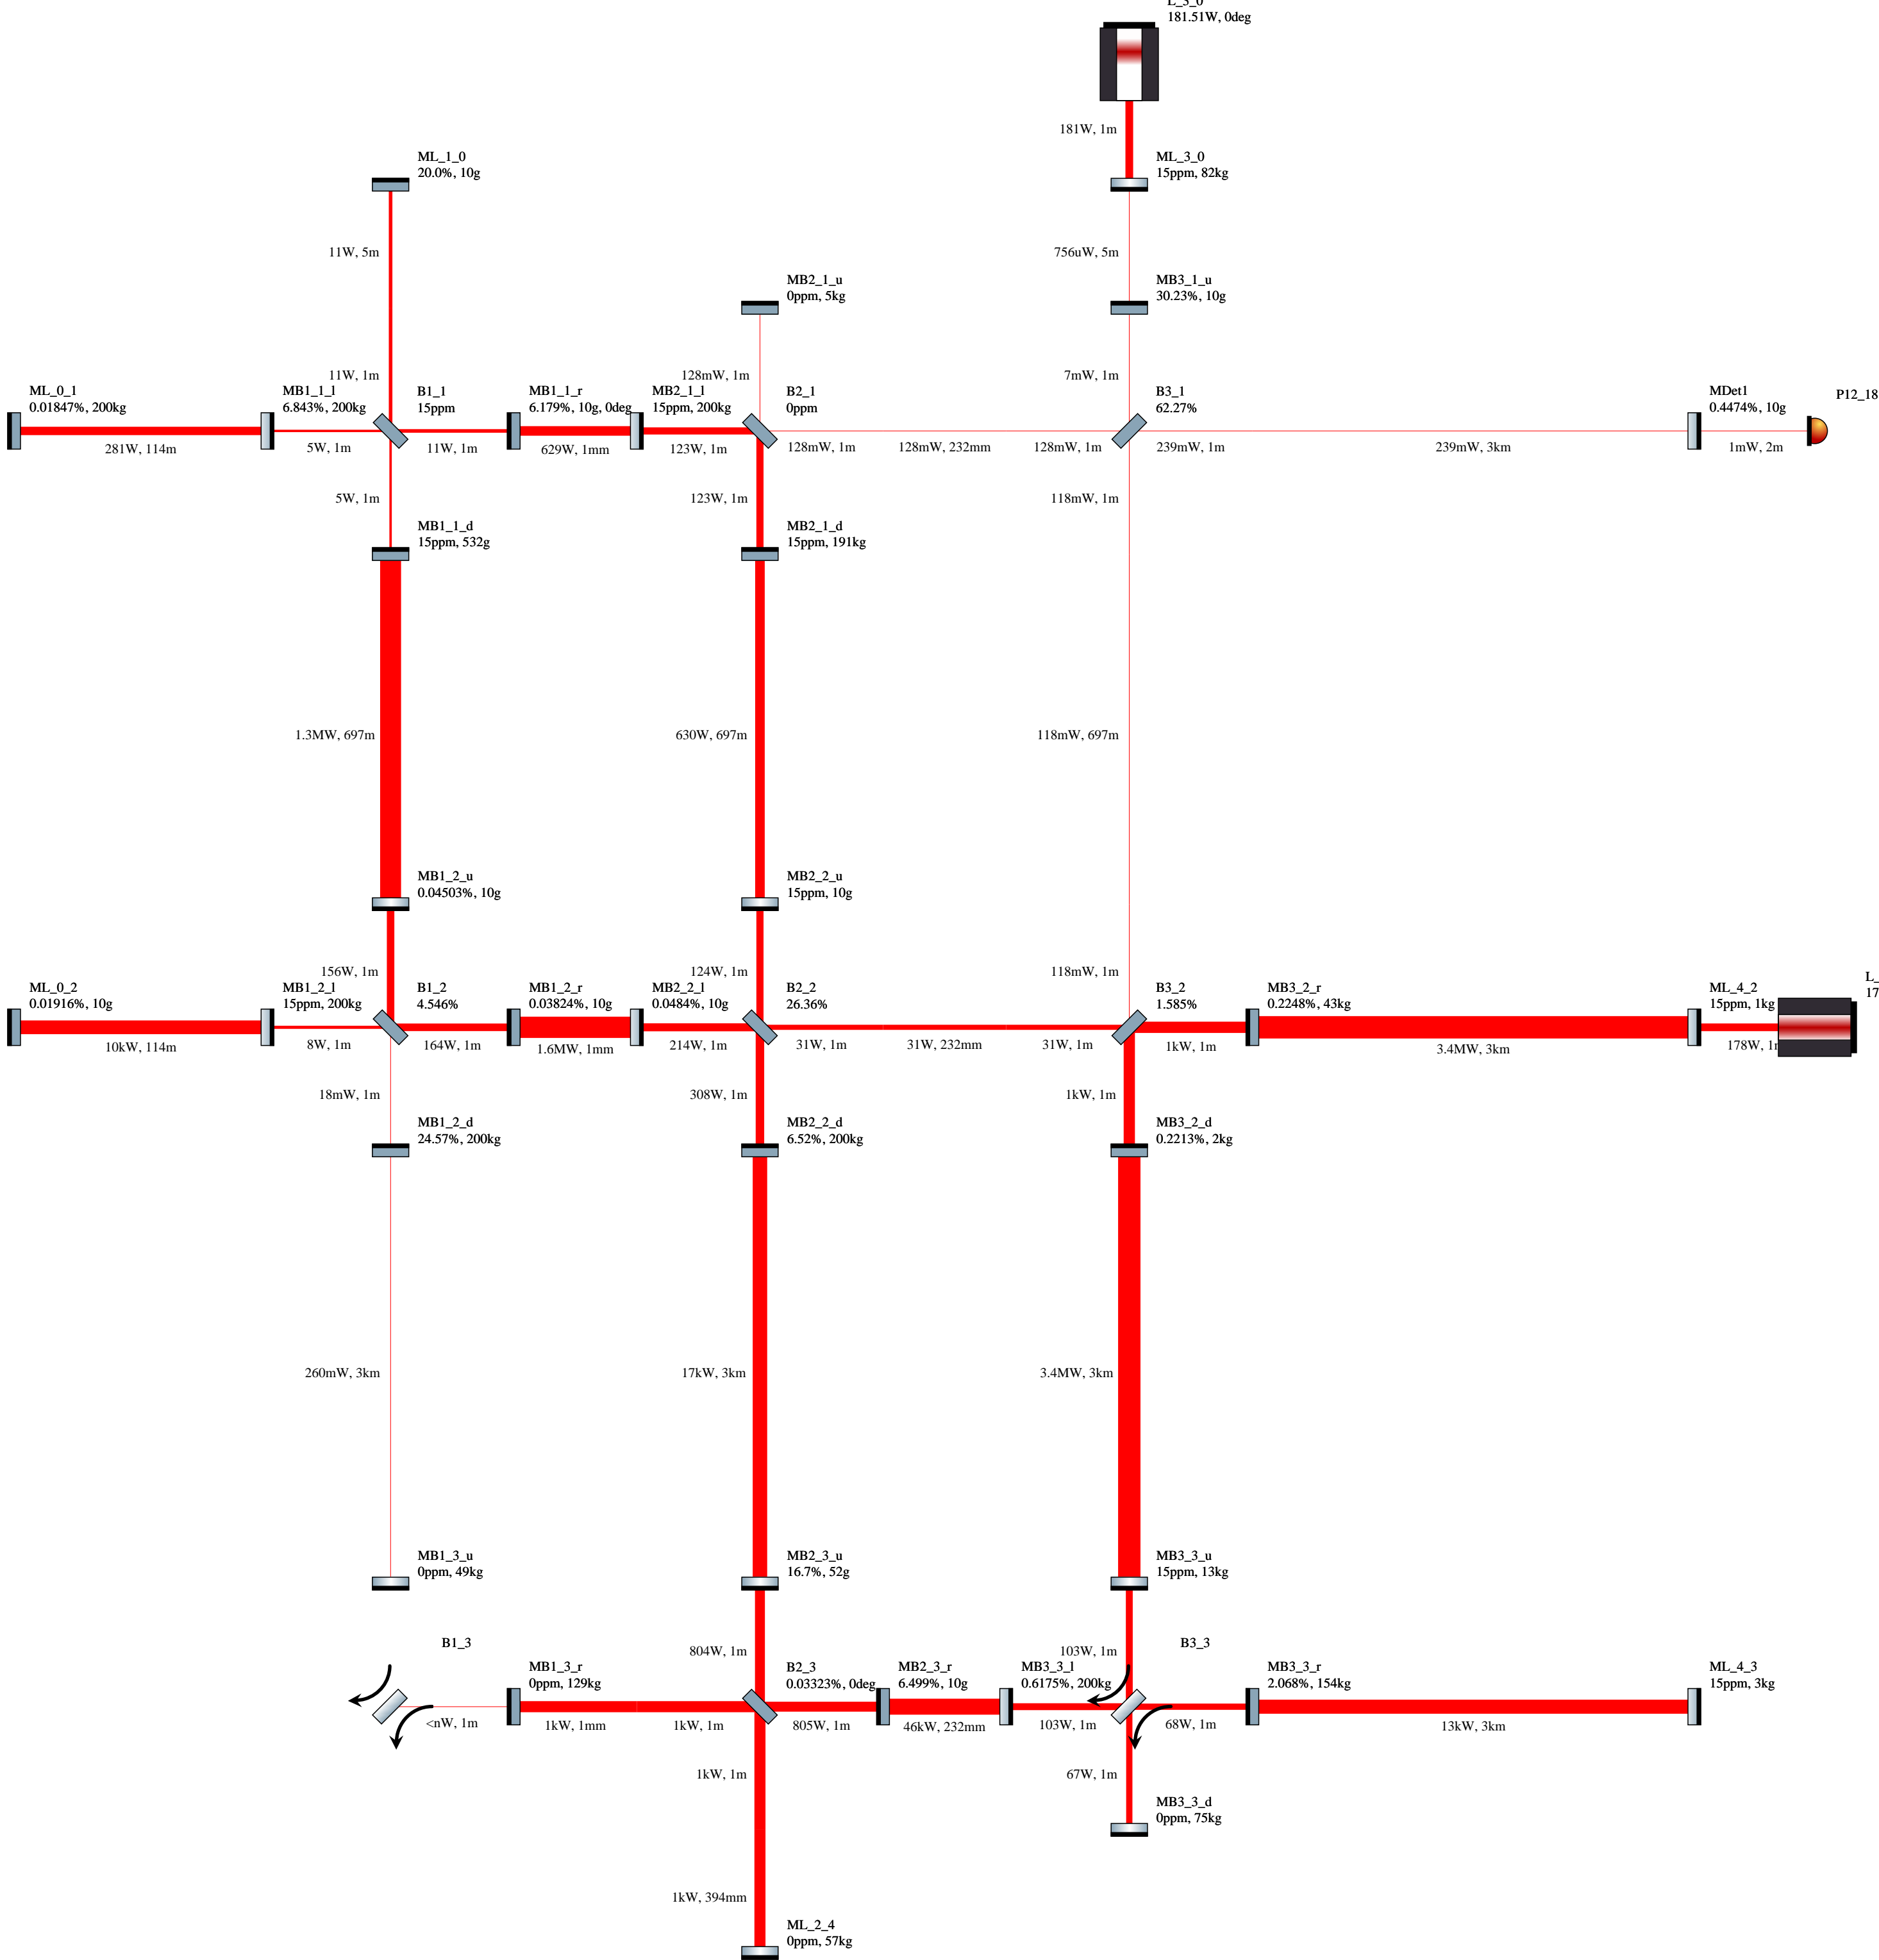 L_3_0
181.51W, 0deg
181W, 1m
ML_1_0
20.0%, 10g
ML_3_0
15ppm, 82kg
11W, 5m
756uW, 5m
MB2_1_u
0ppm, 5kg
MB3_1_u
30.23%, 10g
11W, 1m
128mW, 1m
7mW, 1m
ML_0_1
0.01847%, 200kg
MB1_1_l
6.843%, 200kg
B1_1
15ppm
MB1_1_r
6.179%, 10g, 0deg
MB2_1_l
15ppm, 200kg
B2_1
0ppm
B3_1
62.27%
MDet1
0.4474%, 10g
P12_18
281W, 114m
5W, 1m
11W, 1m
629W, 1mm
123W, 1m
128mW, 1m
128mW, 232mm
128mW, 1m
239mW, 1m
239mW, 3km
1mW, 2m
5W, 1m
123W, 1m
118mW, 1m
MB1_1_d
15ppm, 532g
MB2_1_d
15ppm, 191kg
1.3MW, 697m
630W, 697m
118mW, 697m
MB1_2_u
0.04503%, 10g
MB2_2_u
15ppm, 10g
156W, 1m
124W, 1m
118mW, 1m
ML_0_2
0.01916%, 10g
MB1_2_l
15ppm, 200kg
B1_2
4.546%
MB1_2_r
0.03824%, 10g
MB2_2_l
0.0484%, 10g
B2_2
26.36%
B3_2
1.585%
MB3_2_r
0.2248%, 43kg
ML_4_2
15ppm, 1kg
L_
17
10kW, 114m
8W, 1m
164W, 1m
1.6MW, 1mm
214W, 1m
31W, 1m
31W, 232mm
31W, 1m
1kW, 1m
3.4MW, 3km
178W, 1m
18mW, 1m
308W, 1m
1kW, 1m
MB1_2_d
24.57%, 200kg
MB2_2_d
6.52%, 200kg
MB3_2_d
0.2213%, 2kg
260mW, 3km
17kW, 3km
3.4MW, 3km
MB1_3_u
0ppm, 49kg
MB2_3_u
16.7%, 52g
MB3_3_u
15ppm, 13kg
804W, 1m
103W, 1m
B1_3
MB1_3_r
0ppm, 129kg
B2_3
0.03323%, 0deg
MB2_3_r
6.499%, 10g
MB3_3_l
0.6175%, 200kg
B3_3
MB3_3_r
2.068%, 154kg
ML_4_3
15ppm, 3kg
<nW, 1m
1kW, 1mm
1kW, 1m
805W, 1m
46kW, 232mm
103W, 1m
68W, 1m
13kW, 3km
1kW, 1m
67W, 1m
MB3_3_d
0ppm, 75kg
1kW, 394mm
ML_2_4
0ppm, 57kg